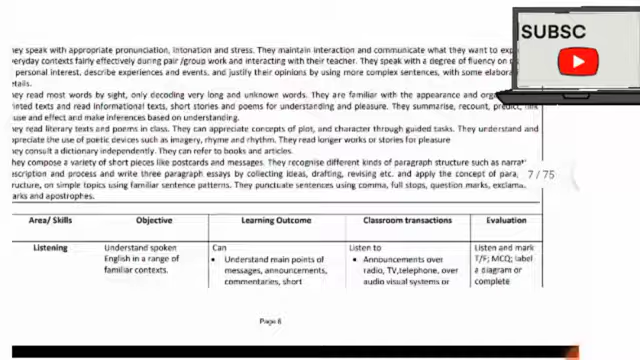 SUBSC
ey speak with appropriate pronunciation, intonation and stress. They maintain interaction and communicate what they want to
eryday contexts fairly effectively during pair /group work and interacting with their teacher. They speak with a degree of fluency on
personal interest, describe experiences and events, and justify their opinions by using more complex sentences, with some
tails.
ey read most words by sight, only decoding very long and unknown words. They are familiar with the appearance and
inted texts and read informational texts, short stories and poems for understanding and pleasure. They summarise, recount, predict, link
use and effect and make inferences based on understanding.
ey read literary texts and poems in class. They can appreciate concepts of plot, and character through guided tasks. They understand and
preciate the use of poetic devices such as imagery, rhyme and rhythm. They read longer works or stories for pleasure
ey consult a dictionary independently. They can refer to books and articles.
ey compose a variety of short pieces like postcards and messages. They recognise different kinds of paragraph structure such as narrat
scription and process and write three paragraph essays by collecting ideas, drafting, revising etc. and apply the concept of para
7 / 75
ructure, on simple topics using familiar sentence patterns. They punctuate sentences using comma, full stops, question marks, exclama
arks and apostrophes.
Area/ Skills Objective Learning Outcome Classroom transactions Evaluation
Listening Understand spoken Can Listen to Listen and mark
English in a range of • Understand main points of • Announcements over T/F; MCQ; label
familiar contexts. messages, announcements, radio, TV,telephone, over a diagram or
commentaries, short audio visual systems or complete
Page 6